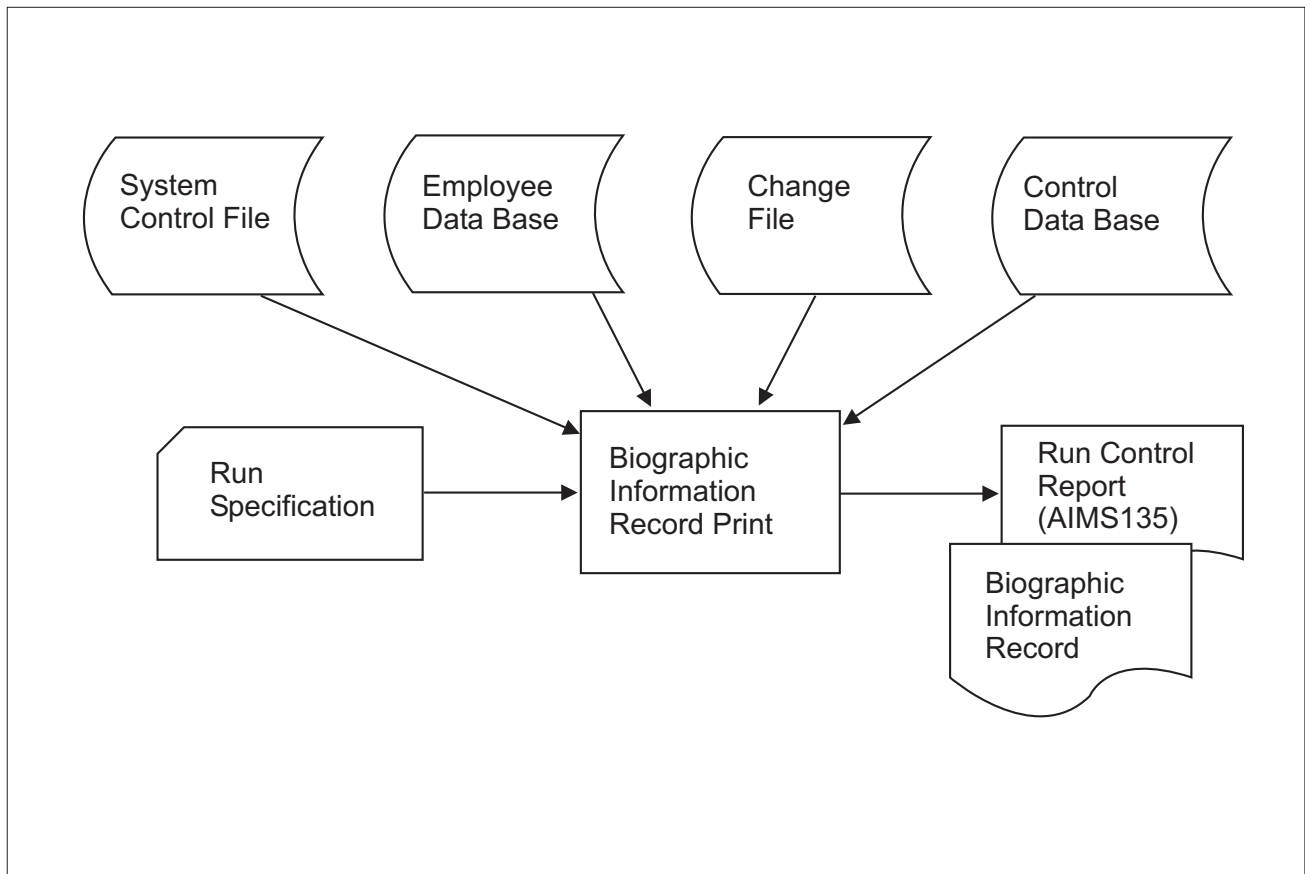 System
Control File
Employee
Data Base
Change
File
Control
Data Base
Run
Specification
Biographic
Information
Record Print
Run Control
Report
(AIMS135)
Biographic
Information
Record